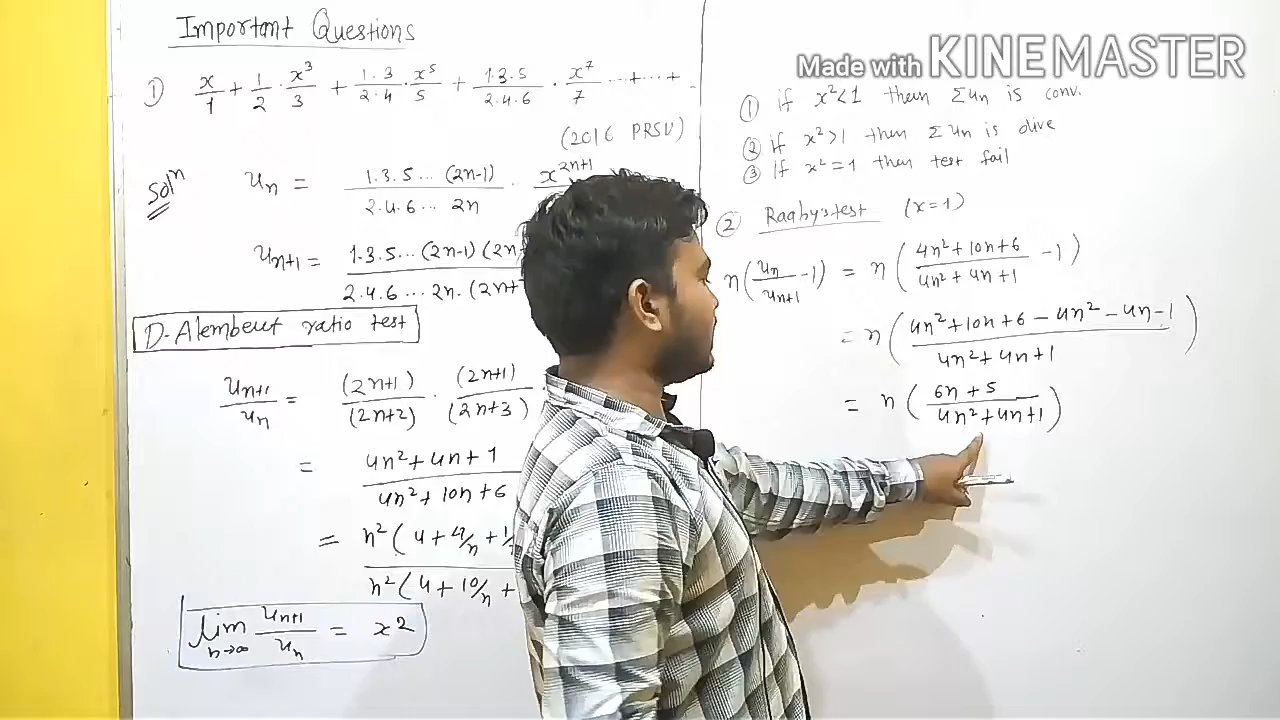 Important Questions
① x/1 + 1/2 · x³/3 + 1.3/2.4 · x⁵/5 + 1.3.5/2.4.6 · x⁷/7 ...+...+
(2016 PRSU)
Solⁿ uₙ = 1.3.5... (2n-1)/2.4.6... 2n · x²ⁿ⁺¹
uₙ₊₁ = 1.3.5... (2n-1)(2n+/2.4.6... 2n.(2n+
D-Alembeut ratio test
uₙ₊₁/uₙ = (2n+1)/(2n+2) · (2n+1)/(2n+3) ·
= 4n²+4n+1/4n²+10n+6
= n²(4+4/n+1/n²(4+10/n+
lim n→∞ uₙ₊₁/uₙ = x²
Made with KINEMASTER
① if x²<1 then Σuₙ is conv.
② if x²>1 then Σuₙ is dive
③ If x²=1 then test fail
② Raaby's test (x=1)
n(uₙ/uₙ₊₁ -1) = n(4n²+10n+6/4n²+4n+1 -1)
= n(4n²+10n+6-4n²-4n-1/4n²+4n+1)
= n(6n+5/4n²+4n+1)